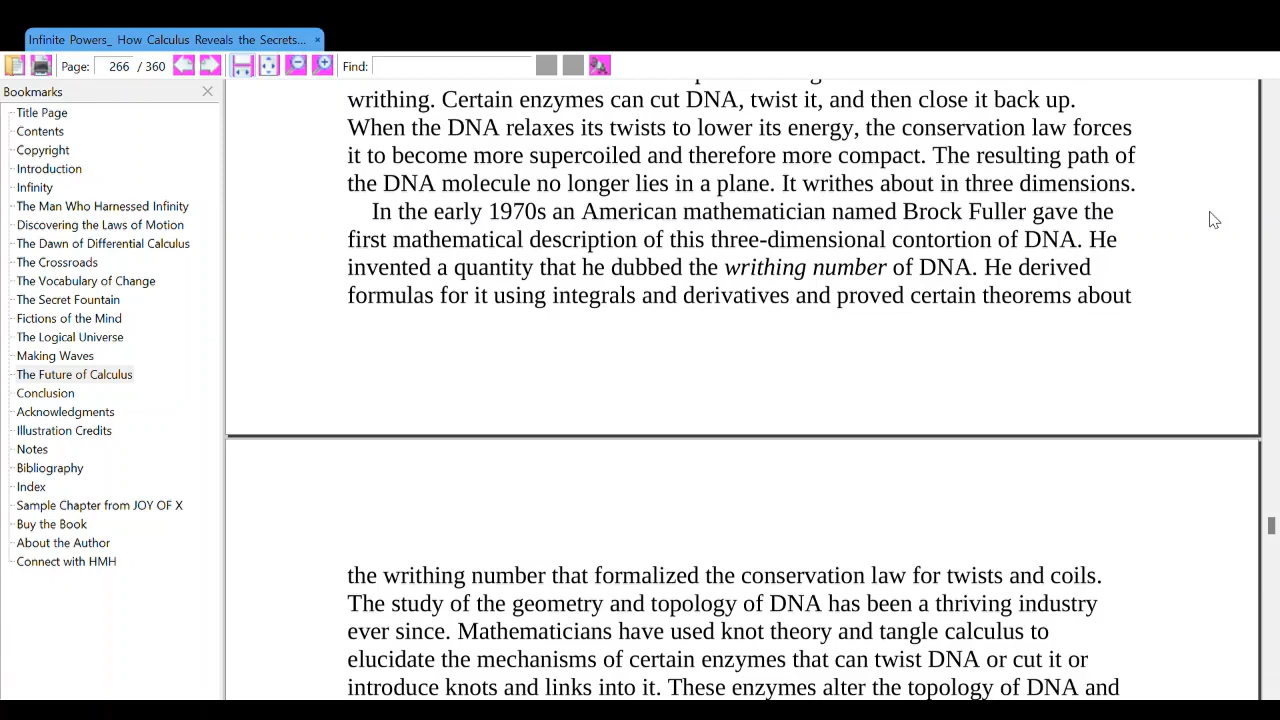 Infinite Powers_ How Calculus Reveals the Secrets... ×
Page: 266 / 360 Find:
Bookmarks
Title Page
Contents
Copyright
Introduction
Infinity
The Man Who Harnessed Infinity
Discovering the Laws of Motion
The Dawn of Differential Calculus
The Crossroads
The Vocabulary of Change
The Secret Fountain
Fictions of the Mind
The Logical Universe
Making Waves
The Future of Calculus
Conclusion
Acknowledgments
Illustration Credits
Notes
Bibliography
Index
Sample Chapter from JOY OF X
Buy the Book
About the Author
Connect with HMH
writhing. Certain enzymes can cut DNA, twist it, and then close it back up.
When the DNA relaxes its twists to lower its energy, the conservation law forces
it to become more supercoiled and therefore more compact. The resulting path of
the DNA molecule no longer lies in a plane. It writhes about in three dimensions.
In the early 1970s an American mathematician named Brock Fuller gave the
first mathematical description of this three-dimensional contortion of DNA. He
invented a quantity that he dubbed the writhing number of DNA. He derived
formulas for it using integrals and derivatives and proved certain theorems about
the writhing number that formalized the conservation law for twists and coils.
The study of the geometry and topology of DNA has been a thriving industry
ever since. Mathematicians have used knot theory and tangle calculus to
elucidate the mechanisms of certain enzymes that can twist DNA or cut it or
introduce knots and links into it. These enzymes alter the topology of DNA and